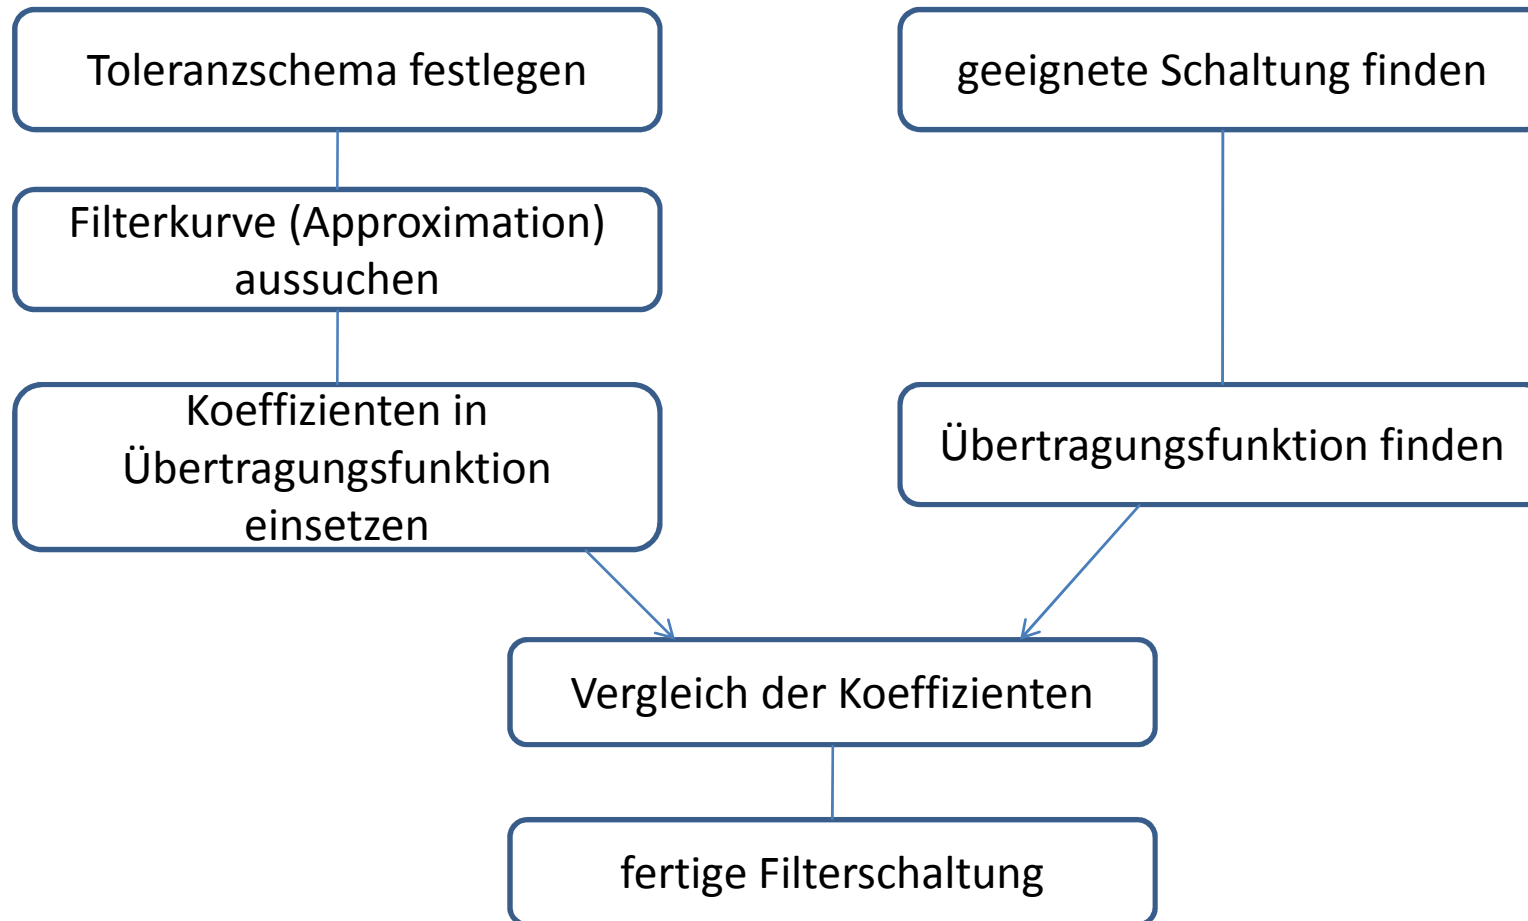 Toleranzschema festlegen
geeignete Schaltung finden
Filterkurve (Approximation)
aussuchen
Koeffizienten in
Übertragungsfunktion
einsetzen
Übertragungsfunktion finden
Vergleich der Koeffizienten
fertige Filterschaltung